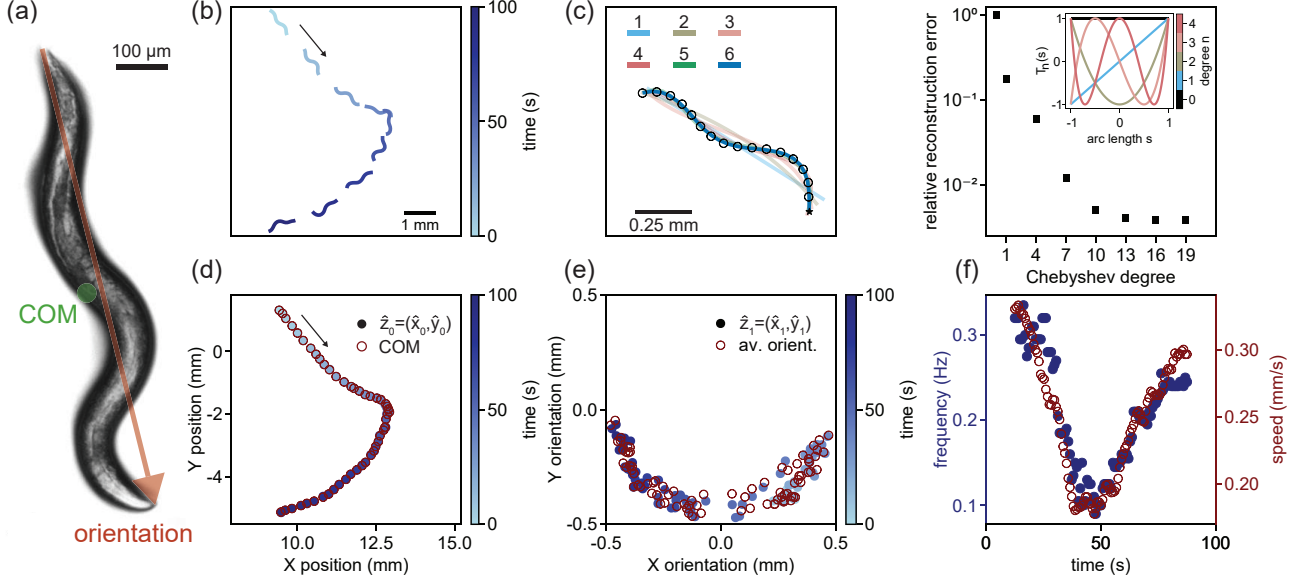 (a)
100 µm
COM
orientation
(b)
1 mm
100
50
0
time (s)
(c)
1 2 3
4 5 6
0.25 mm
relative reconstruction error
10⁰
10⁻¹
10⁻²
1 4 7 10 13 16 19
Chebyshev degree
Tₙ(s)
1
0
-1
-1 0 1
arc length s
4
3
2
1
0
degree n
(d)
ẑ₀=(x̂₀,ŷ₀)
COM
Y position (mm)
0
-2
-4
10.0 12.5 15.0
X position (mm)
100
50
0
time (s)
(e)
ẑ₁=(x̂₁,ŷ₁)
av. orient.
Y orientation (mm)
0.5
0.0
-0.5
-0.5 0.0 0.5
X orientation (mm)
100
50
0
time (s)
(f)
frequency (Hz)
0.3
0.2
0.1
0 50 100
time (s)
0.30
0.25
0.20
speed (mm/s)